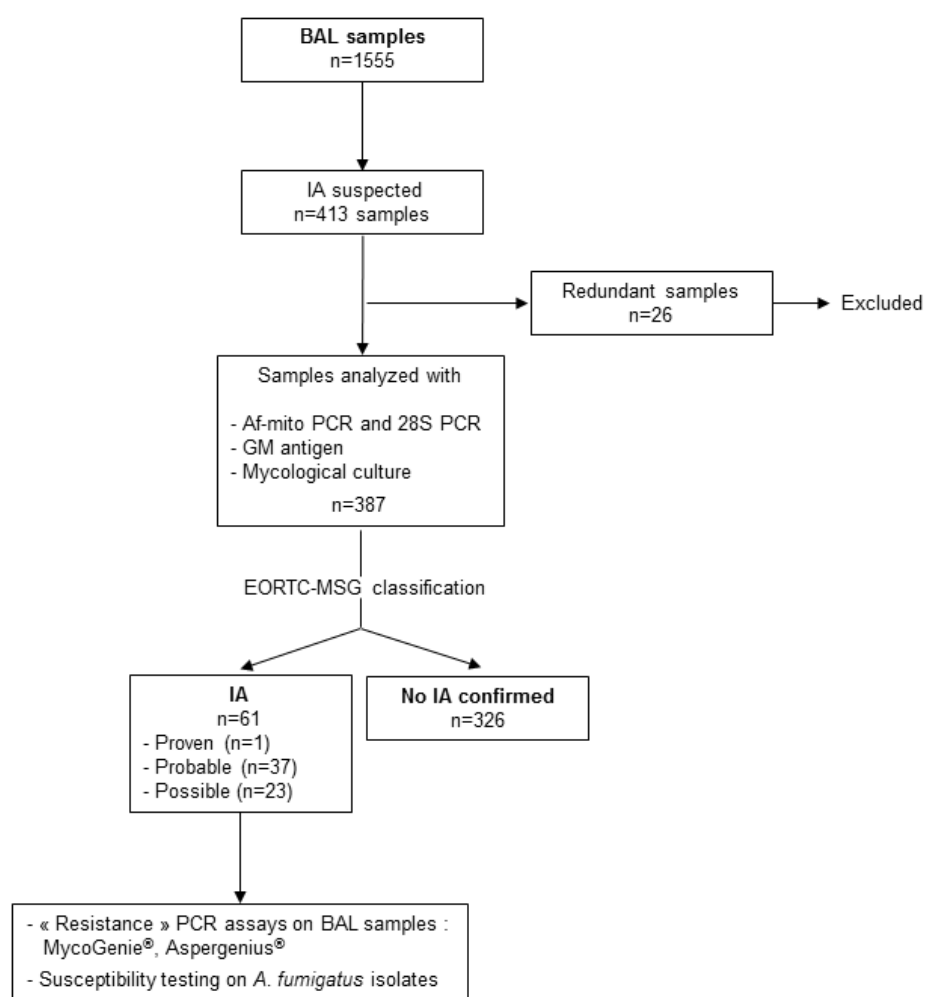 BAL samples
n=1555
IA suspected
n=413 samples
Redundant samples
n=26
Excluded
Samples analyzed with
- Af-mito PCR and 28S PCR
- GM antigen
- Mycological culture
n=387
EORTC-MSG classification
IA
n=61
- Proven (n=1)
- Probable (n=37)
- Possible (n=23)
No IA confirmed
n=326
- « Resistance » PCR assays on BAL samples :
MycoGenie®, Aspergenius®
- Susceptibility testing on A. fumigatus isolates